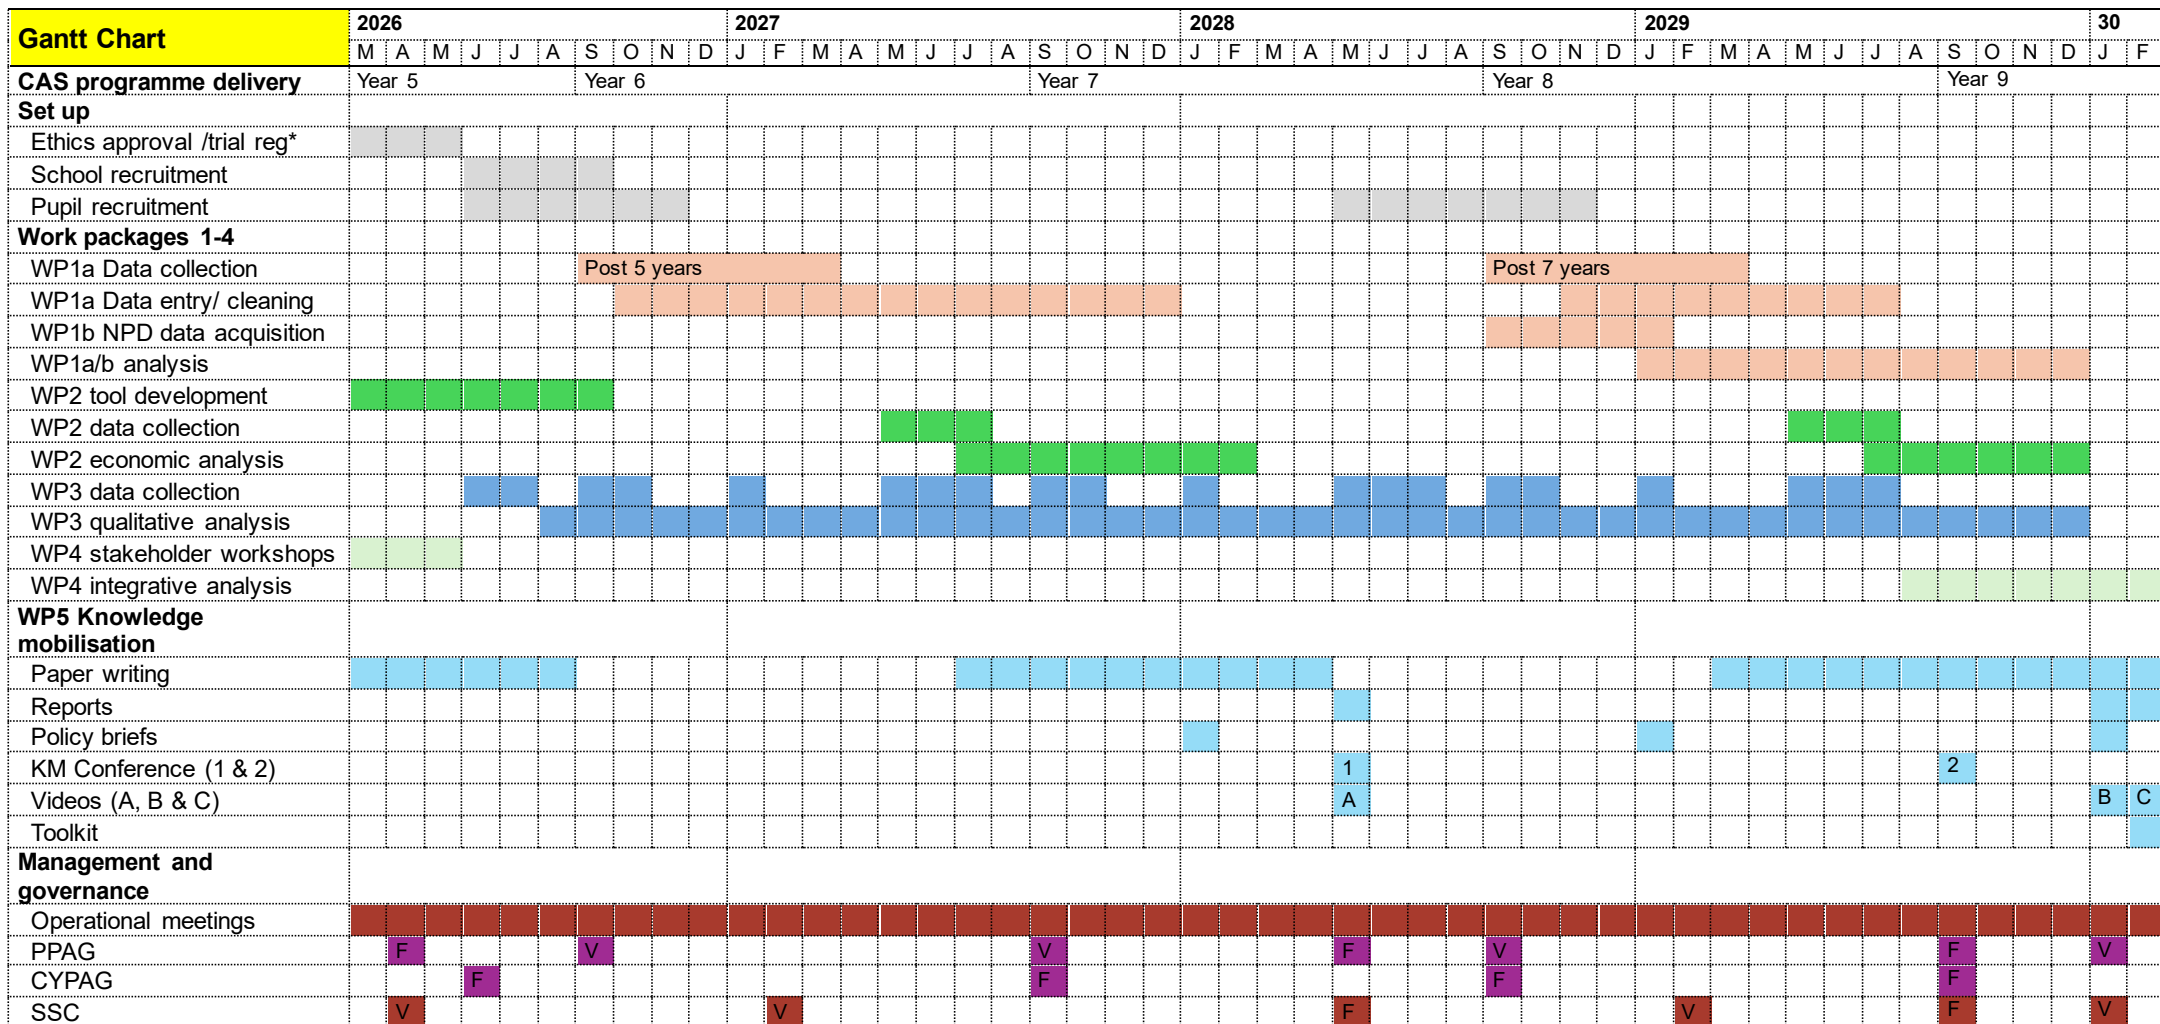 Gantt Chart
2026 2027 2028 2029 30
M A M J J A S O N D J F M A M J J A S O N D J F M A M J J A S O N D J F M A M J J A S O N D J F
CAS programme delivery Year 5 Year 6 Year 7 Year 8 Year 9
Set up
Ethics approval /trial reg*
School recruitment
Pupil recruitment
Work packages 1-4
WP1a Data collection Post 5 years Post 7 years
WP1a Data entry/ cleaning
WP1b NPD data acquisition
WP1a/b analysis
WP2 tool development
WP2 data collection
WP2 economic analysis
WP3 data collection
WP3 qualitative analysis
WP4 stakeholder workshops
WP4 integrative analysis
WP5 Knowledge
mobilisation
Paper writing
Reports
Policy briefs
KM Conference (1 & 2) 1 2
Videos (A, B & C) A B C
Toolkit
Management and
governance
Operational meetings
PPAG F V V F V F V
CYPAG F F F F
SSC V V F V F V